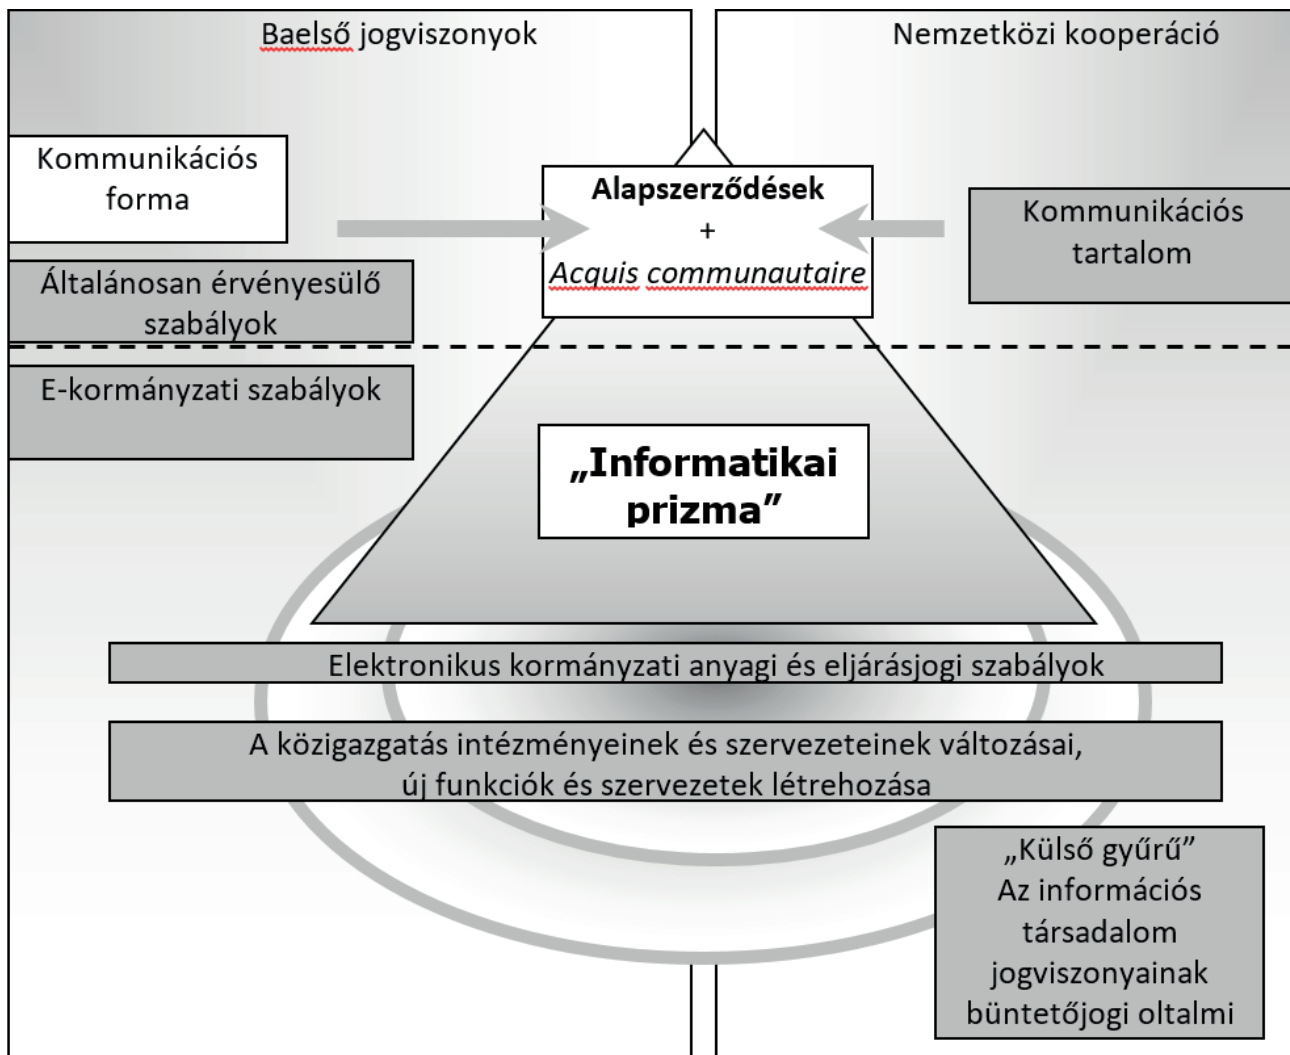 Baelső jogviszonyok
Nemzetközi kooperáció
Kommunikációs
forma
Alapszerződések
+
Acquis communautaire
Kommunikációs
tartalom
Általánosan érvényesülő
szabályok
E-kormányzati szabályok
„Informatikai
prizma”
Elektronikus kormányzati anyagi és eljárásjogi szabályok
A közigazgatás intézményeinek és szervezeteinek változásai,
új funkciók és szervezetek létrehozása
„Külső gyűrű”
Az információs
társadalom
jogviszonyainak
büntetőjogi oltalmi